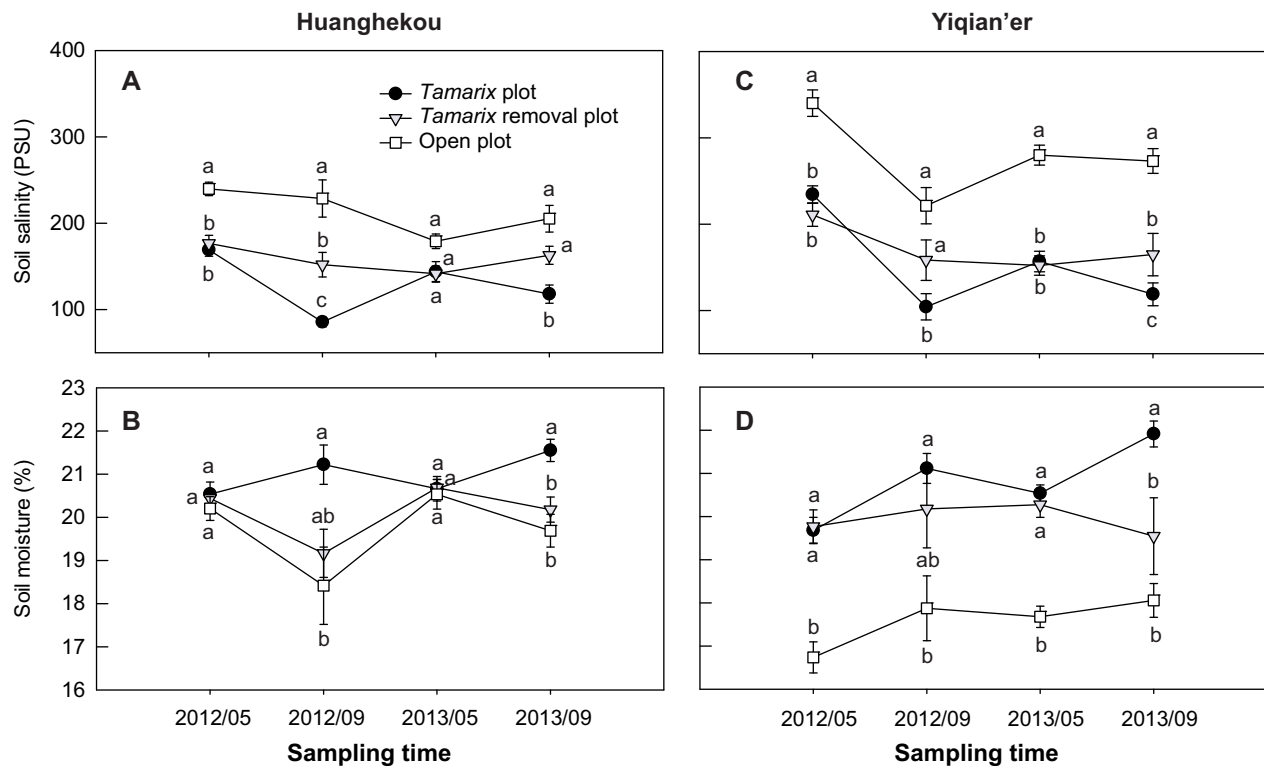 Huanghekou
Yiqian’er
Soil salinity (PSU)
400
300
200
100
A
Tamarix plot
Tamarix removal plot
Open plot
a
a
a
a
b
b
a
a
b
c
a
b
C
a
a
a
a
b
a
b
b
b
b
b
c
Soil moisture (%)
23
22
21
20
19
18
17
16
B
a
a
a
a
a
ab
a
b
a
b
a
b
D
a
a
a
a
a
ab
a
b
b
b
b
b
2012/05
2012/09
2013/05
2013/09
Sampling time
2012/05
2012/09
2013/05
2013/09
Sampling time